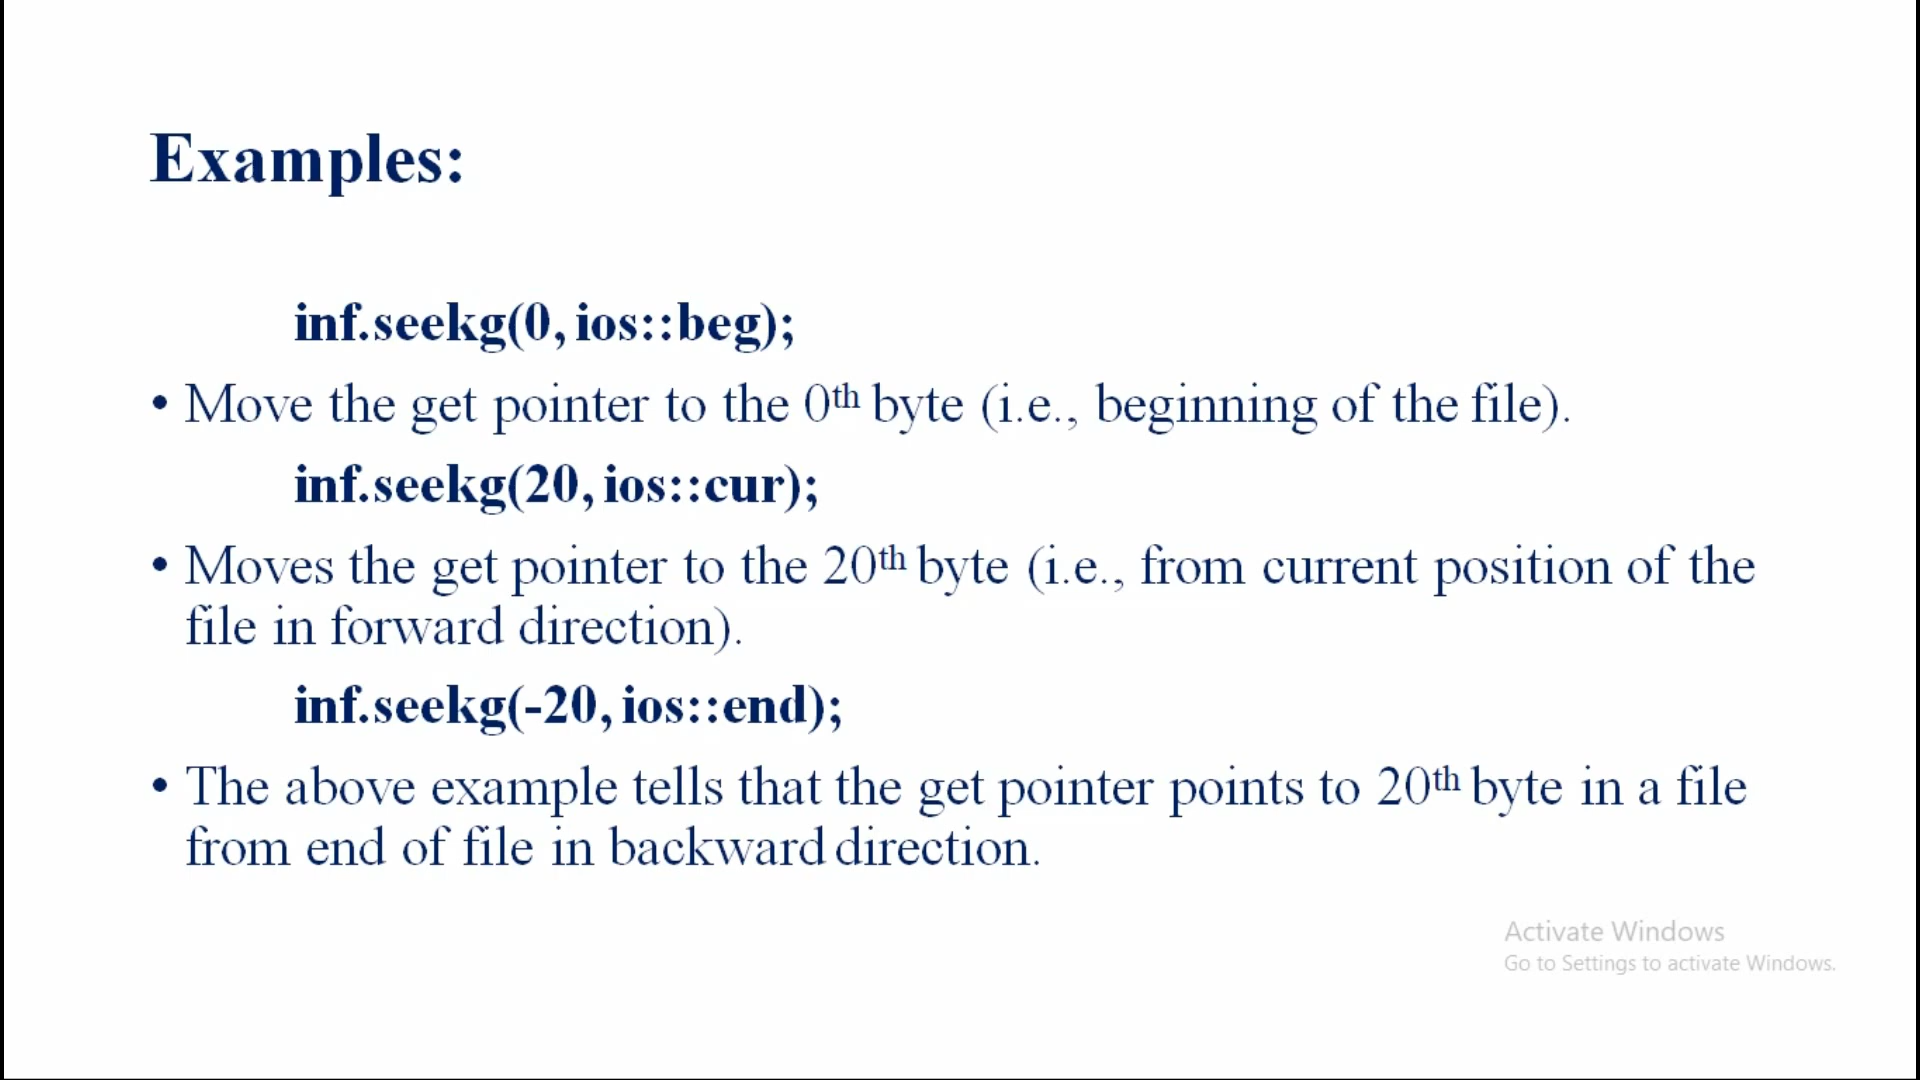 Examples:
inf.seekg(0, ios::beg);
• Move the get pointer to the 0th byte (i.e., beginning of the file).
inf.seekg(20, ios::cur);
• Moves the get pointer to the 20th byte (i.e., from current position of the
file in forward direction).
inf.seekg(-20, ios::end);
• The above example tells that the get pointer points to 20th byte in a file
from end of file in backward direction.
Activate Windows
Go to Settings to activate Windows.